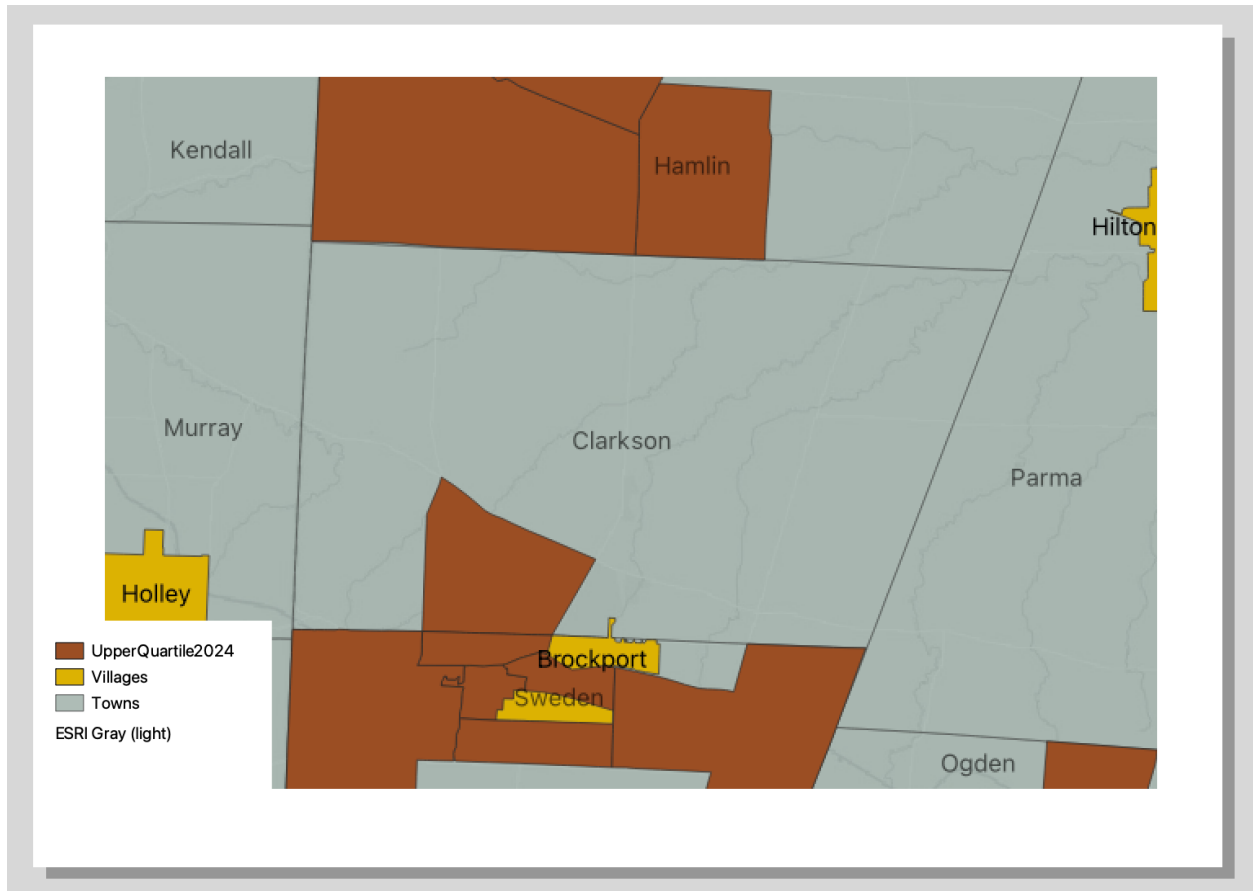 Kendall
Hamlin
Hilton
Murray
Clarkson
Parma
Holley
UpperQuartile2024
Villages
Towns
ESRI Gray (light)
Brockport
Sweden
Ogden